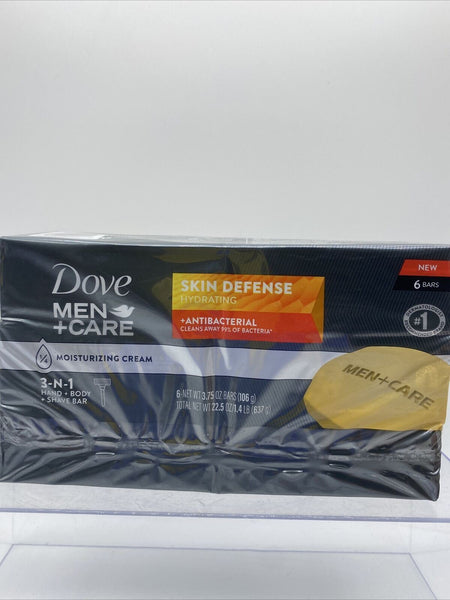 Dove
MEN
+CARE
1/4 MOISTURIZING CREAM
3-N-1
HAND + BODY
+ SHAVE BAR
SKIN DEFENSE
HYDRATING
+ANTIBACTERIAL
CLEANS AWAY 99% OF BACTERIA*
6-NET WT 3.75 OZ BARS (106 g)
TOTAL NET WT 22.5 OZ/1.4 LB (637 g)
NEW
6 BARS
#1
MEN+CARE